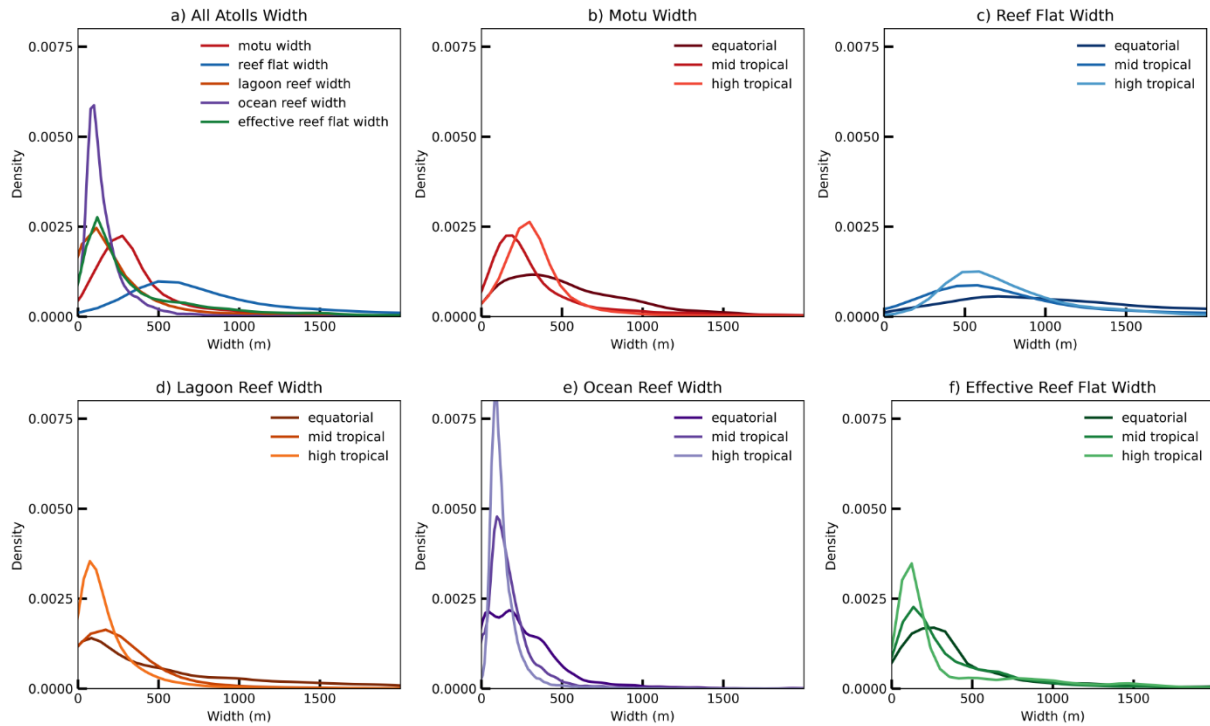 a) All Atolls Width
0.0075
0.0050
0.0025
0.0000
Density
motu width
reef flat width
lagoon reef width
ocean reef width
effective reef flat width
0
500
1000
1500
Width (m)
b) Motu Width
0.0075
0.0050
0.0025
0.0000
Density
equatorial
mid tropical
high tropical
0
500
1000
1500
Width (m)
c) Reef Flat Width
0.0075
0.0050
0.0025
0.0000
Density
equatorial
mid tropical
high tropical
0
500
1000
1500
Width (m)
d) Lagoon Reef Width
0.0075
0.0050
0.0025
0.0000
Density
equatorial
mid tropical
high tropical
0
500
1000
1500
Width (m)
e) Ocean Reef Width
0.0075
0.0050
0.0025
0.0000
Density
equatorial
mid tropical
high tropical
0
500
1000
1500
Width (m)
f) Effective Reef Flat Width
0.0075
0.0050
0.0025
0.0000
Density
equatorial
mid tropical
high tropical
0
500
1000
1500
Width (m)